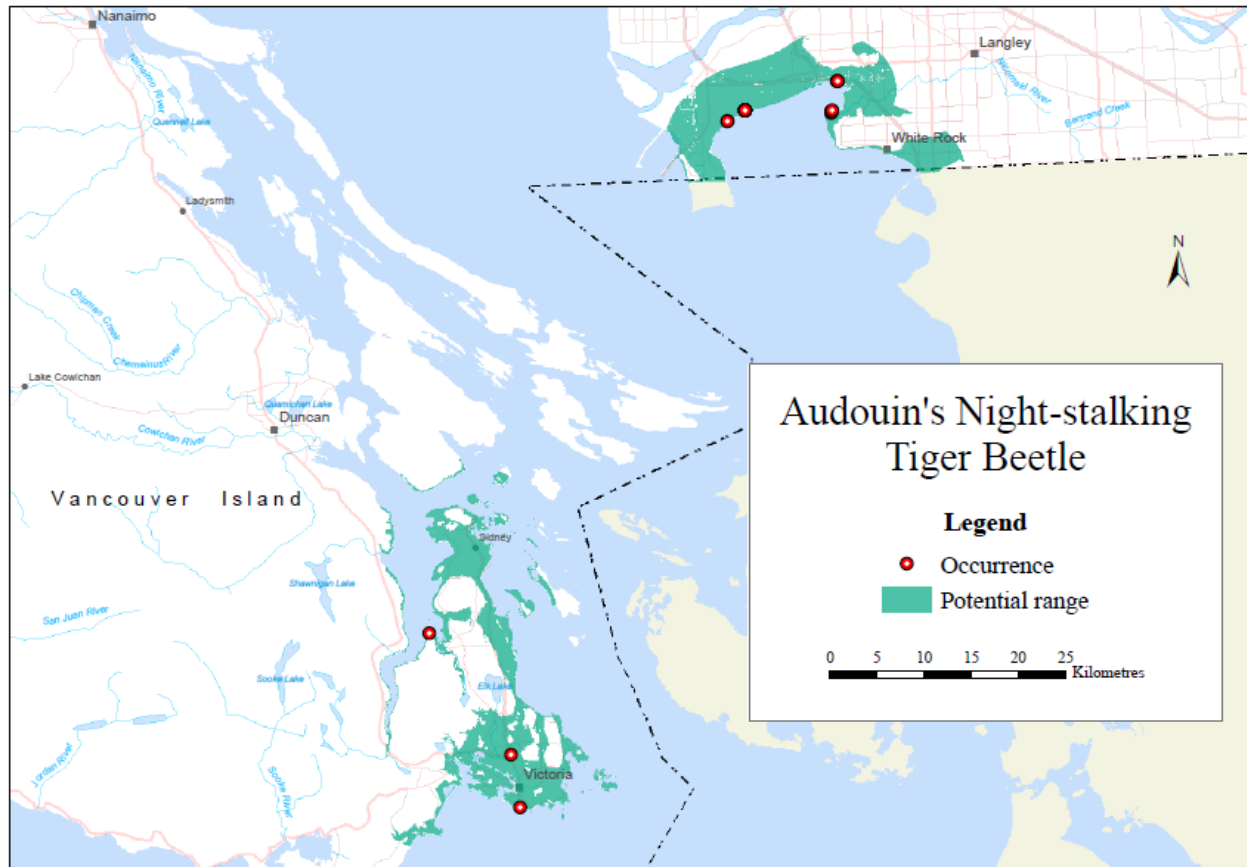 Nanaimo
Nanaimo River
Quennell Lake
Ladysmith
Langley
Nicomekl River
Bertrand Creek
White Rock
N
Chipman Creek
Chemainus River
Lake Cowichan
Quamichan Lake
Duncan
Cowichan River
Vancouver Island
Sidney
Shawnigan Lake
San Juan River
Sooke Lake
Elk Lake
Jordan River
Sooke River
Victoria
Audouin's Night-stalking
Tiger Beetle
Legend
Occurrence
Potential range
0 5 10 15 20 25
Kilometres